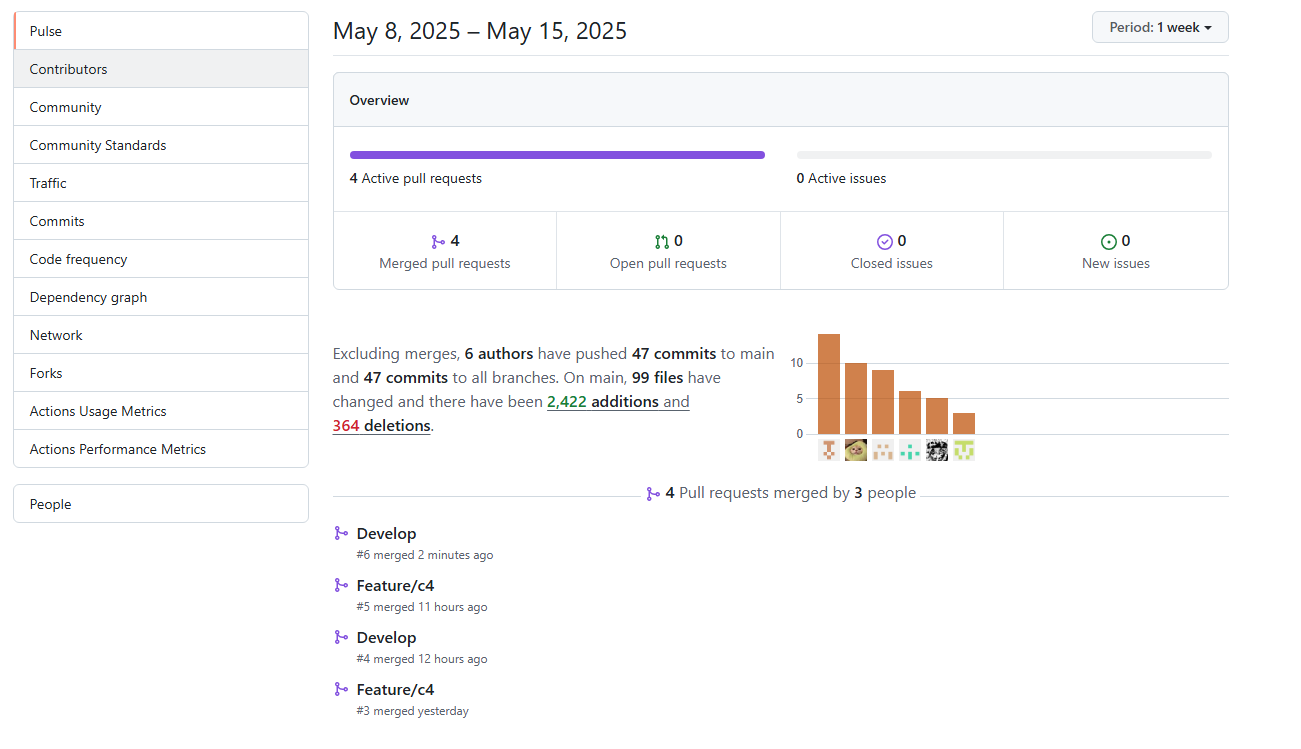 Pulse
Contributors
Community
Community Standards
Traffic
Commits
Code frequency
Dependency graph
Network
Forks
Actions Usage Metrics
Actions Performance Metrics
People
May 8, 2025 – May 15, 2025
Period: 1 week
Overview
4 Active pull requests
0 Active issues
4
Merged pull requests
0
Open pull requests
0
Closed issues
0
New issues
Excluding merges, 6 authors have pushed 47 commits to main
and 47 commits to all branches. On main, 99 files have
changed and there have been 2,422 additions and
364 deletions.
10
5
0
4 Pull requests merged by 3 people
Develop
#6 merged 2 minutes ago
Feature/c4
#5 merged 11 hours ago
Develop
#4 merged 12 hours ago
Feature/c4
#3 merged yesterday